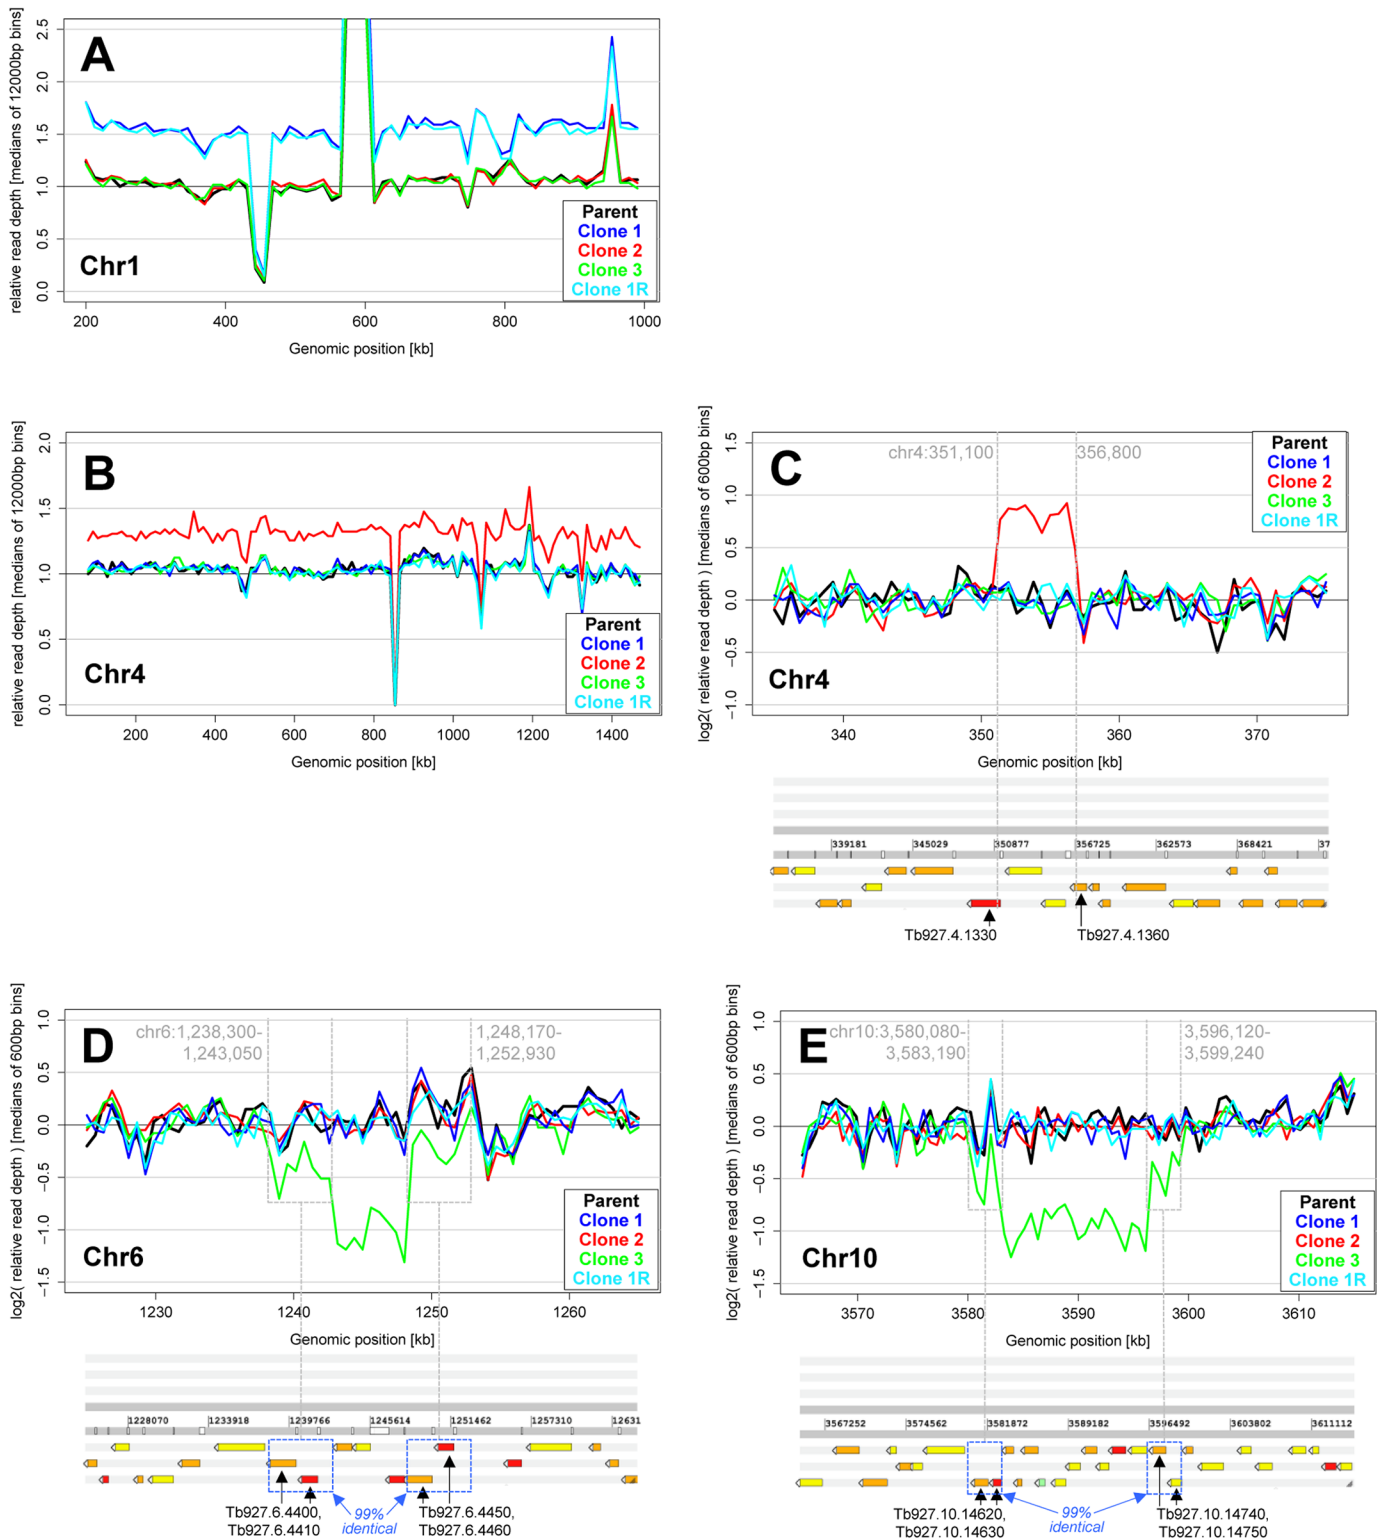 A
relative read depth [medians of 12000bp bins]
2.5
2.0
1.5
1.0
0.5
0.0
Chr1
Parent
Clone 1
Clone 2
Clone 3
Clone 1R
200
400
600
800
1000
Genomic position [kb]
B
relative read depth [medians of 12000bp bins]
2.0
1.5
1.0
0.5
0.0
Chr4
Parent
Clone 1
Clone 2
Clone 3
Clone 1R
200
400
600
800
1000
1200
1400
Genomic position [kb]
C
log2( relative read depth ) [medians of 600bp bins]
1.5
1.0
0.5
0.0
−0.5
−1.0
chr4:351,100
356,800
Parent
Clone 1
Clone 2
Clone 3
Clone 1R
Chr4
340
350
360
370
Genomic position [kb]
339181
345029
350877
356725
362573
368421
37
Tb927.4.1330
Tb927.4.1360
D
log2( relative read depth ) [medians of 600bp bins]
1.0
0.5
0.0
−0.5
−1.0
−1.5
chr6:1,238,300-
1,243,050
1,248,170-
1,252,930
Chr6
Parent
Clone 1
Clone 2
Clone 3
Clone 1R
1230
1240
1250
1260
Genomic position [kb]
1228070
1233918
1239766
1245614
1251462
1257310
12631
Tb927.6.4400,
Tb927.6.4410
99%
identical
Tb927.6.4450,
Tb927.6.4460
E
log2( relative read depth ) [medians of 600bp bins]
1.0
0.5
0.0
−0.5
−1.0
−1.5
chr10:3,580,080-
3,583,190
3,596,120-
3,599,240
Chr10
Parent
Clone 1
Clone 2
Clone 3
Clone 1R
3570
3580
3590
3600
3610
Genomic position [kb]
3567252
3574562
3581872
3589182
3596492
3603802
3611112
Tb927.10.14620,
Tb927.10.14630
99%
identical
Tb927.10.14740,
Tb927.10.14750